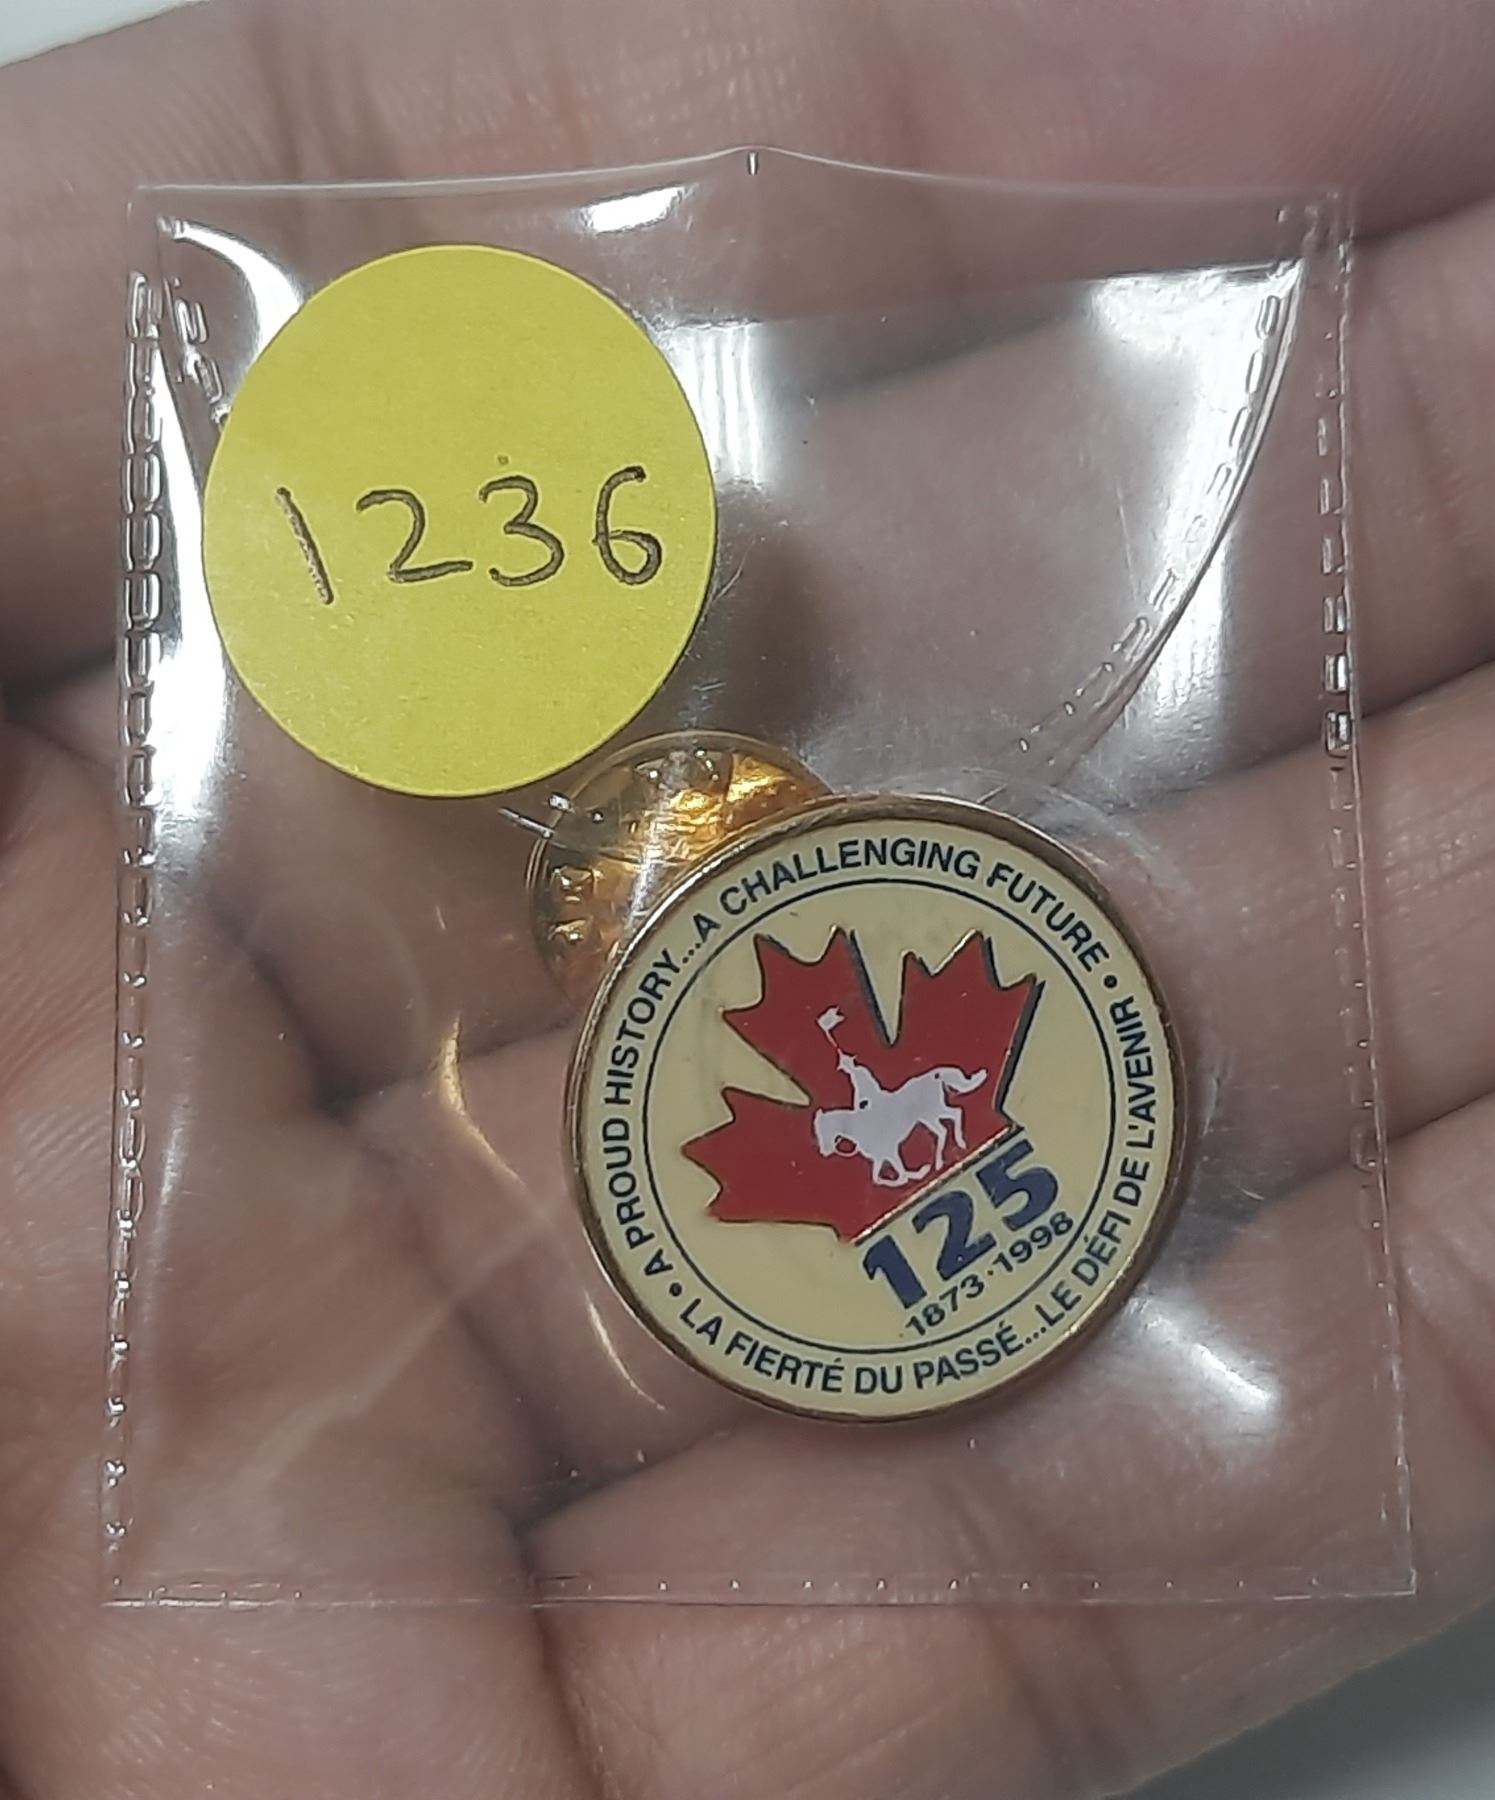 1236
• A PROUD HISTORY...A CHALLENGING FUTURE •
125
1873·1998
LA FIERTÉ DU PASSÉ...LE DÉFI DE L'AVENIR